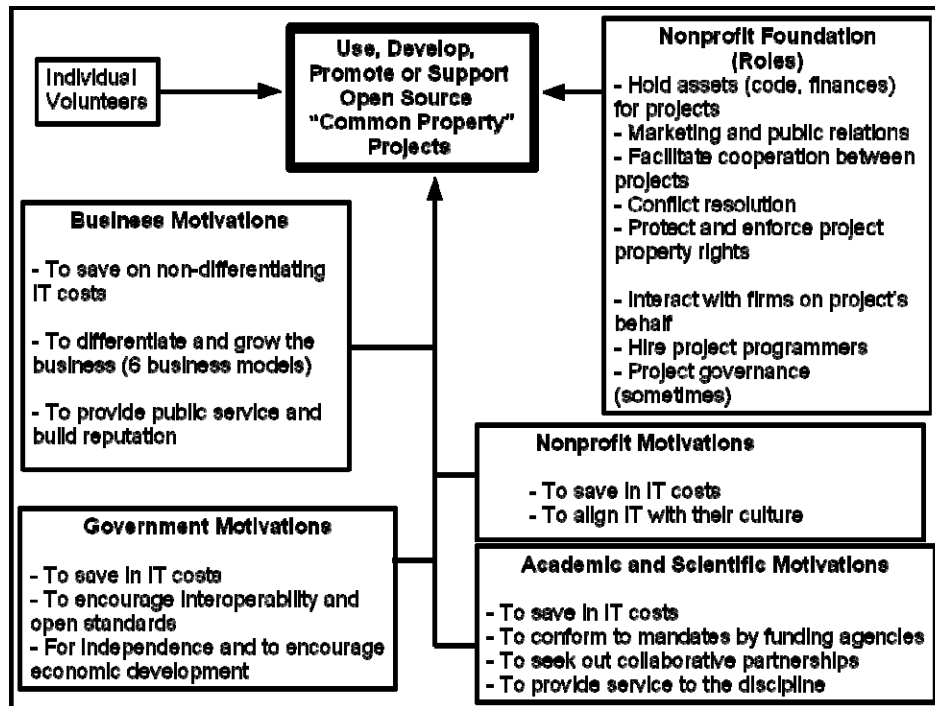 Individual
Volunteers
Use, Develop,
Promote or Support
Open Source
“Common Property”
Projects
Nonprofit Foundation
(Roles)
- Hold assets (code, finances)
for projects
- Marketing and public relations
- Facilitate cooperation between
projects
- Conflict resolution
- Protect and enforce project
property rights
- Interact with firms on project's
behalf
- Hire project programmers
- Project governance
(sometimes)
Business Motivations
- To save on non-differentiating
IT costs
- To differentiate and grow the
business (6 business models)
- To provide public service and
build reputation
Nonprofit Motivations
- To save in IT costs
- To align IT with their culture
Government Motivations
- To save in IT costs
- To encourage interoperability and
open standards
- For independence and to encourage
economic development
Academic and Scientific Motivations
- To save in IT costs
- To conform to mandates by funding agencies
- To seek out collaborative partnerships
- To provide service to the discipline